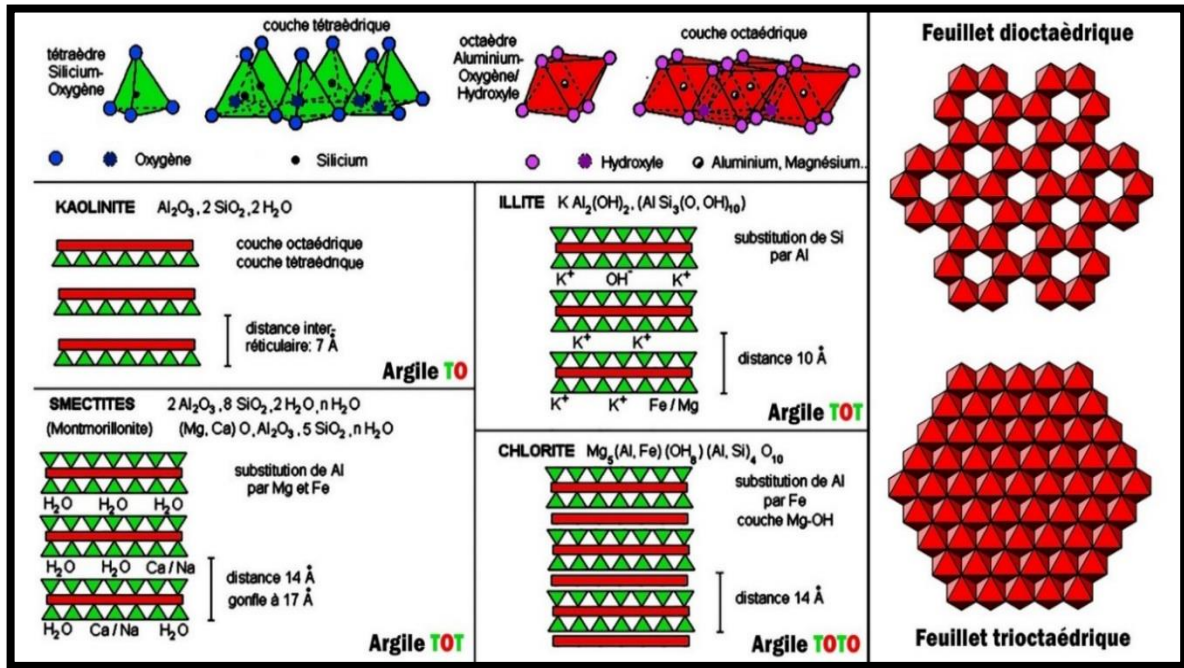 couche tétraèdrique
tétraèdre
Silicium-
Oxygène
octaèdre
Aluminium-
Oxygène/
Hydroxyle
couche octaédrique
Oxygène
Silicium
Hydroxyle
Aluminium, Magnésium..
KAOLINITE Al₂O₃, 2 SiO₂, 2 H₂O
couche octaédrique
couche tétraèdrique
distance inter-
réticulaire: 7 Å
Argile TO
SMECTITES 2 Al₂O₃, 8 SiO₂, 2 H₂O, n H₂O
(Montmorillonite) (Mg, Ca) O, Al₂O₃, 5 SiO₂, n H₂O
substitution de Al
par Mg et Fe
H₂O H₂O H₂O
H₂O H₂O Ca / Na
distance 14 Å
gonfle à 17 Å
H₂O Ca / Na H₂O
Argile TOT
ILLITE K Al₂(OH)₂, (Al Si₃(O, OH)₁₀)
substitution de Si
par Al
K⁺ OH⁻ K⁺
K⁺ K⁺
distance 10 Å
K⁺ K⁺ Fe / Mg
Argile TOT
CHLORITE Mg₅(Al, Fe) (OH₈) (Al, Si)₄ O₁₀
substitution de Al
par Fe
couche Mg-OH
distance 14 Å
Argile TOTO
Feuillet dioctaèdrique
Feuillet trioctaédrique